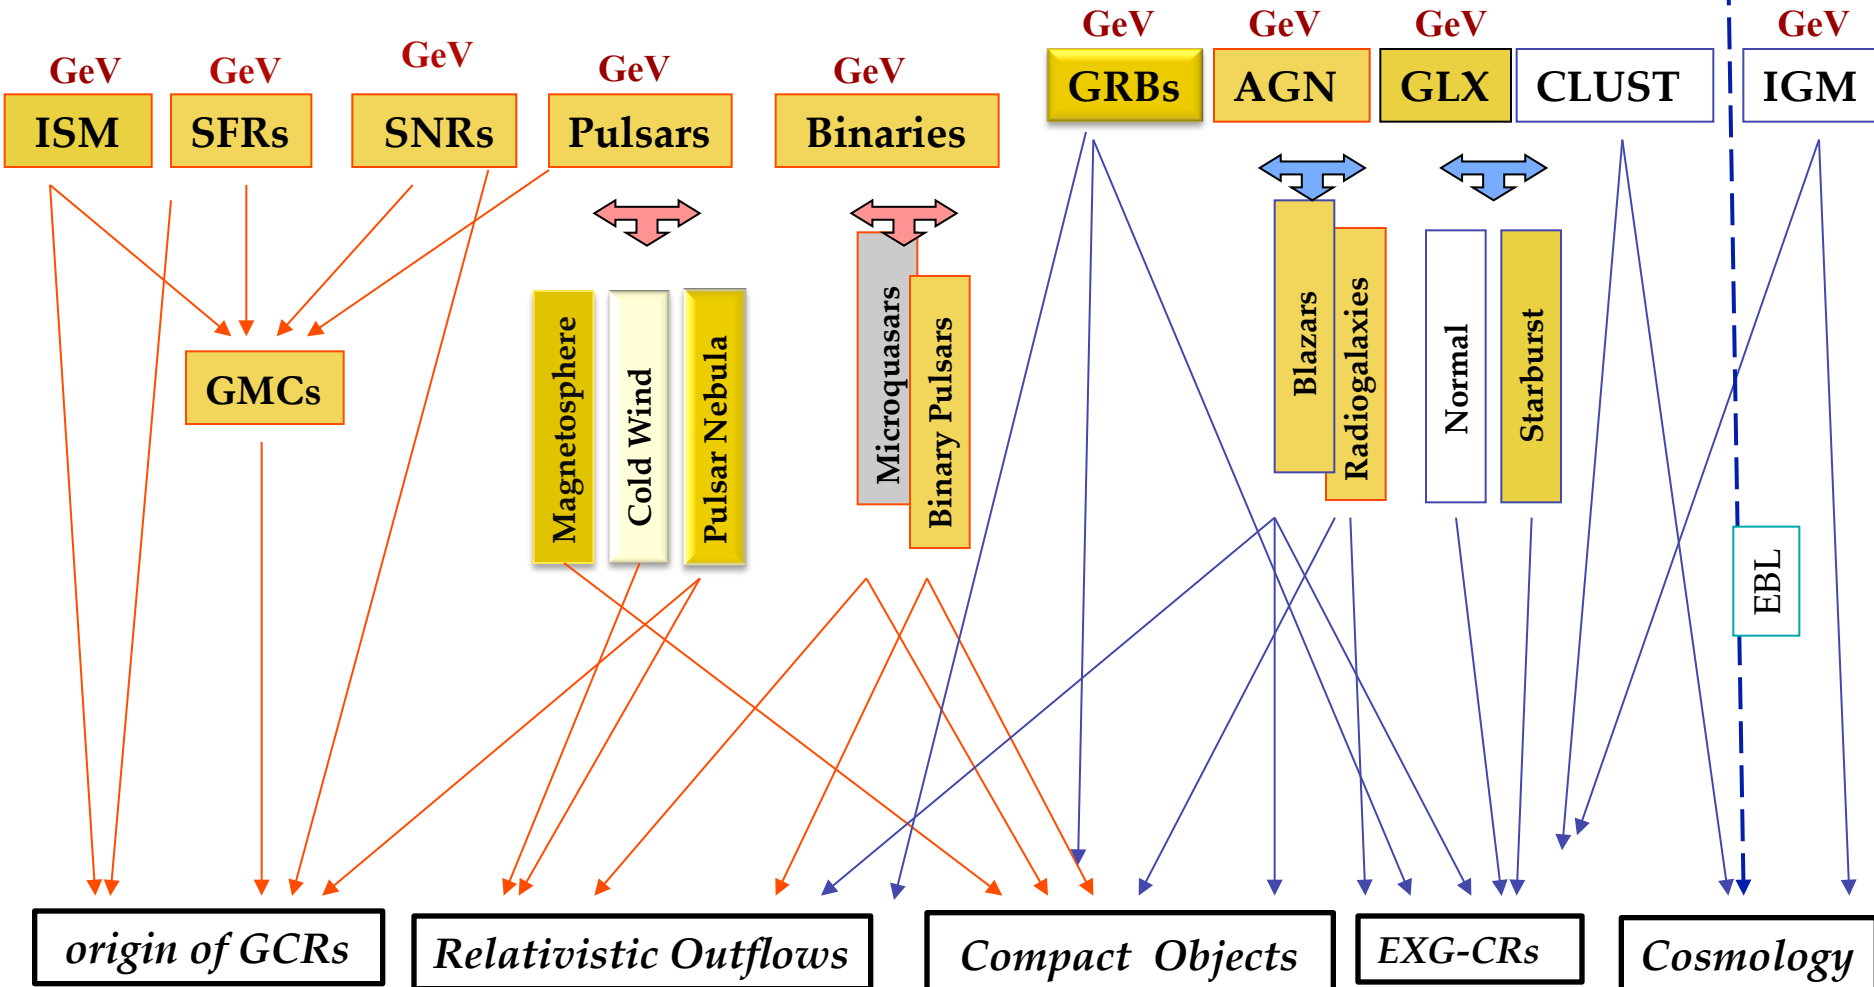 GeV
GeV
GeV
GeV
GeV
GeV
GeV
GeV
GeV
ISM
SFRs
SNRs
Pulsars
Binaries
GRBs
AGN
GLX
CLUST
IGM
GMCs
Magnetosphere
Cold Wind
Pulsar Nebula
Microquasars
Binary Pulsars
Blazars
Radiogalaxies
Normal
Starburst
EBL
origin of GCRs
Relativistic Outflows
Compact Objects
EXG-CRs
Cosmology